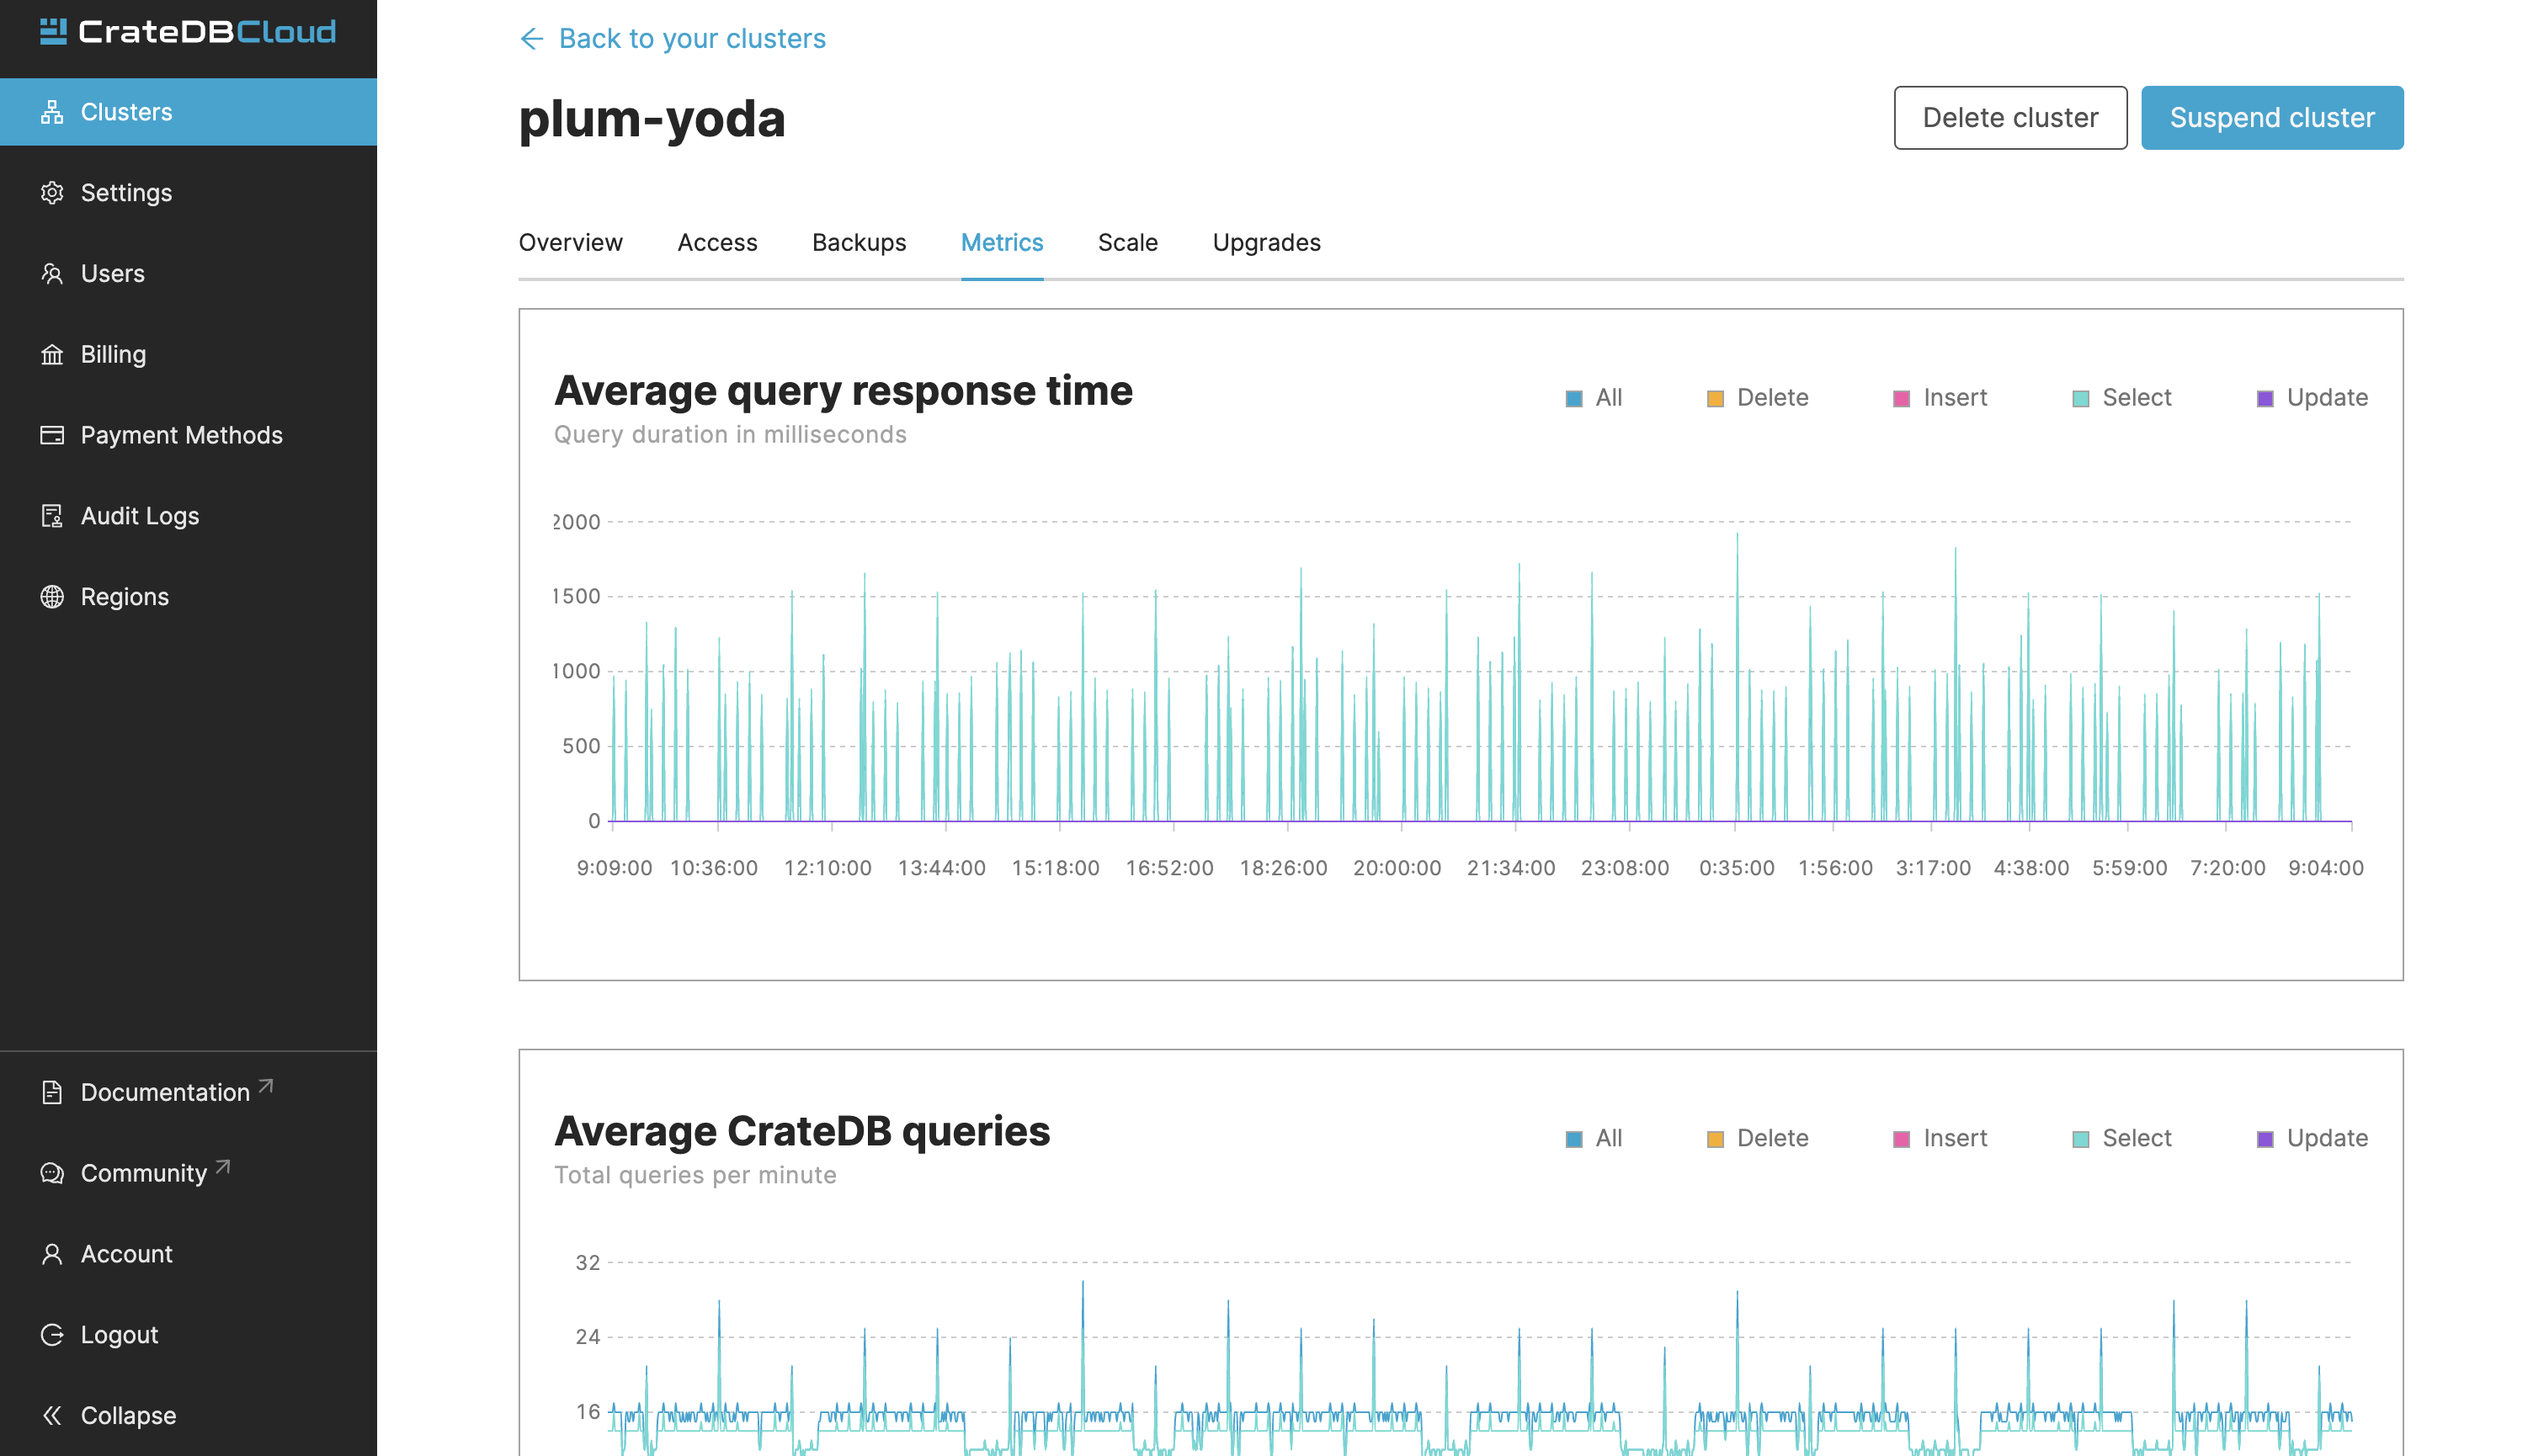 CrateDBCloud
Clusters
Settings
Users
Billing
Payment Methods
Audit Logs
Regions
Documentation
Community
Account
Logout
Collapse
Back to your clusters
plum-yoda
Delete cluster
Suspend cluster
Overview Access Backups Metrics Scale Upgrades
Average query response time
Query duration in milliseconds
All Delete Insert Select Update
2000
1500
1000
500
0
9:09:00 10:36:00 12:10:00 13:44:00 15:18:00 16:52:00 18:26:00 20:00:00 21:34:00 23:08:00 0:35:00 1:56:00 3:17:00 4:38:00 5:59:00 7:20:00 9:04:00
Average CrateDB queries
Total queries per minute
All Delete Insert Select Update
32
24
16